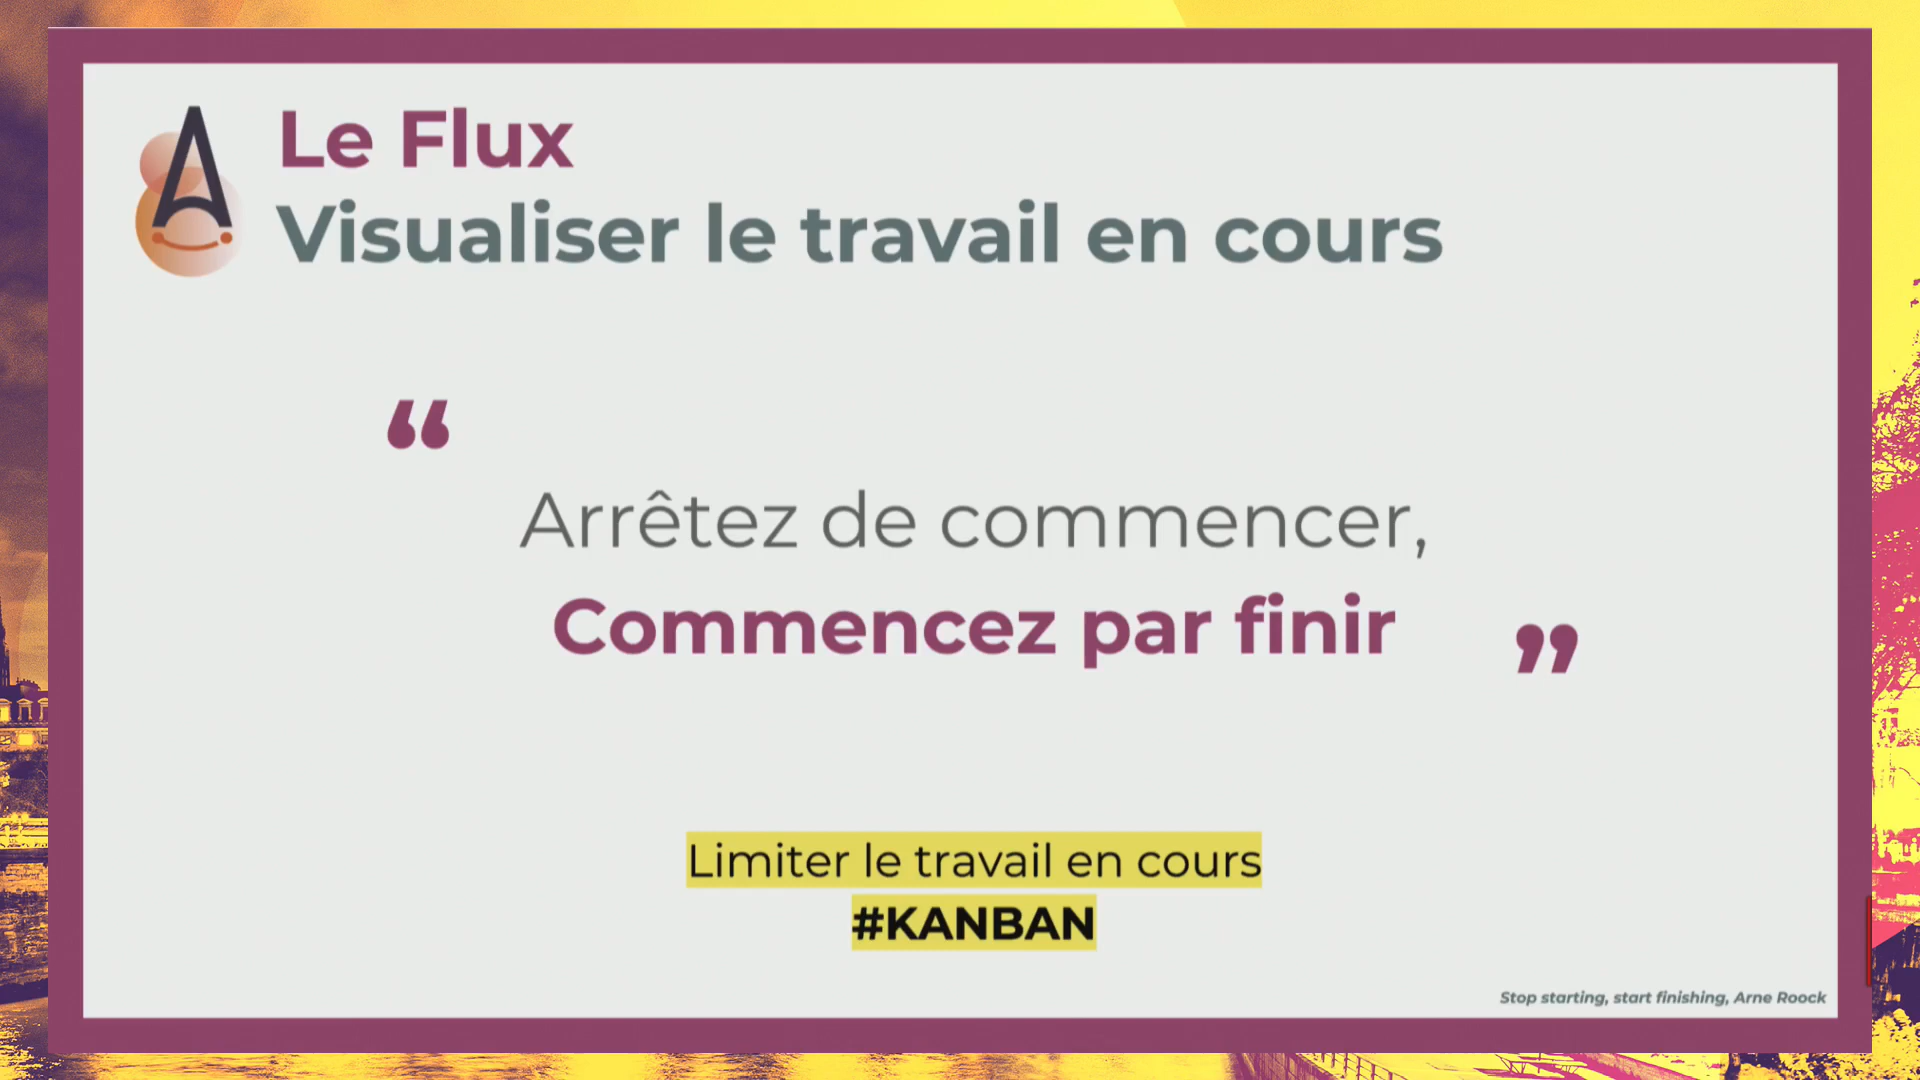 Le Flux
Visualiser le travail en cours
“
Arrêtez de commencer,
Commencez par finir
”
Limiter le travail en cours
#KANBAN
Stop starting, start finishing, Arne Roock